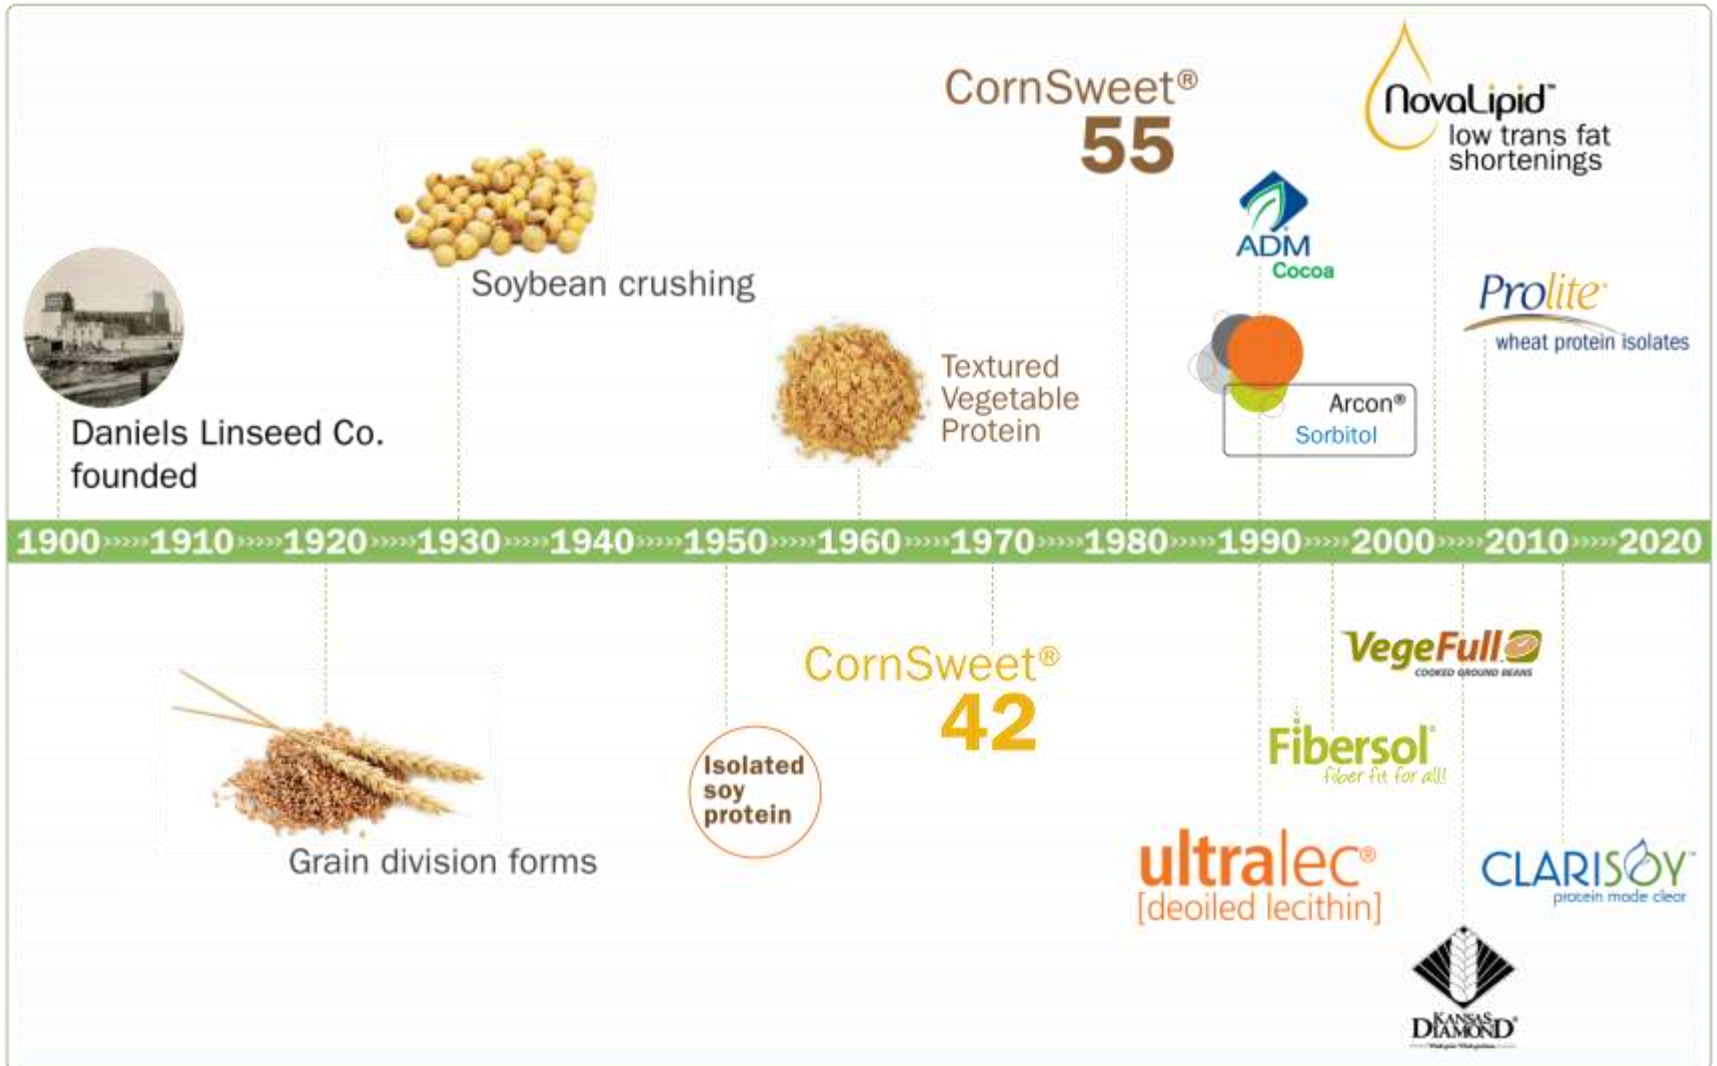 CornSweet®
55
NovaLipid™
low trans fat
shortenings
ADM
Cocoa
Soybean crushing
Prolite
wheat protein isolates
Textured
Vegetable
Protein
Arcon®
Sorbitol
Daniels Linseed Co.
founded
1900 »»» 1910 »»» 1920 »»» 1930 »»» 1940 »»» 1950 »»» 1960 »»» 1970 »»» 1980 »»» 1990 »»» 2000 »»» 2010 »»» 2020
VegeFull
COOKED GROUND BEANS
CornSweet®
42
Fibersol®
fiber fit for all!
Isolated
soy
protein
Grain division forms
ultralec®
[deoiled lecithin]
CLARISOY™
protein made clear
KANSAS
DIAMOND®